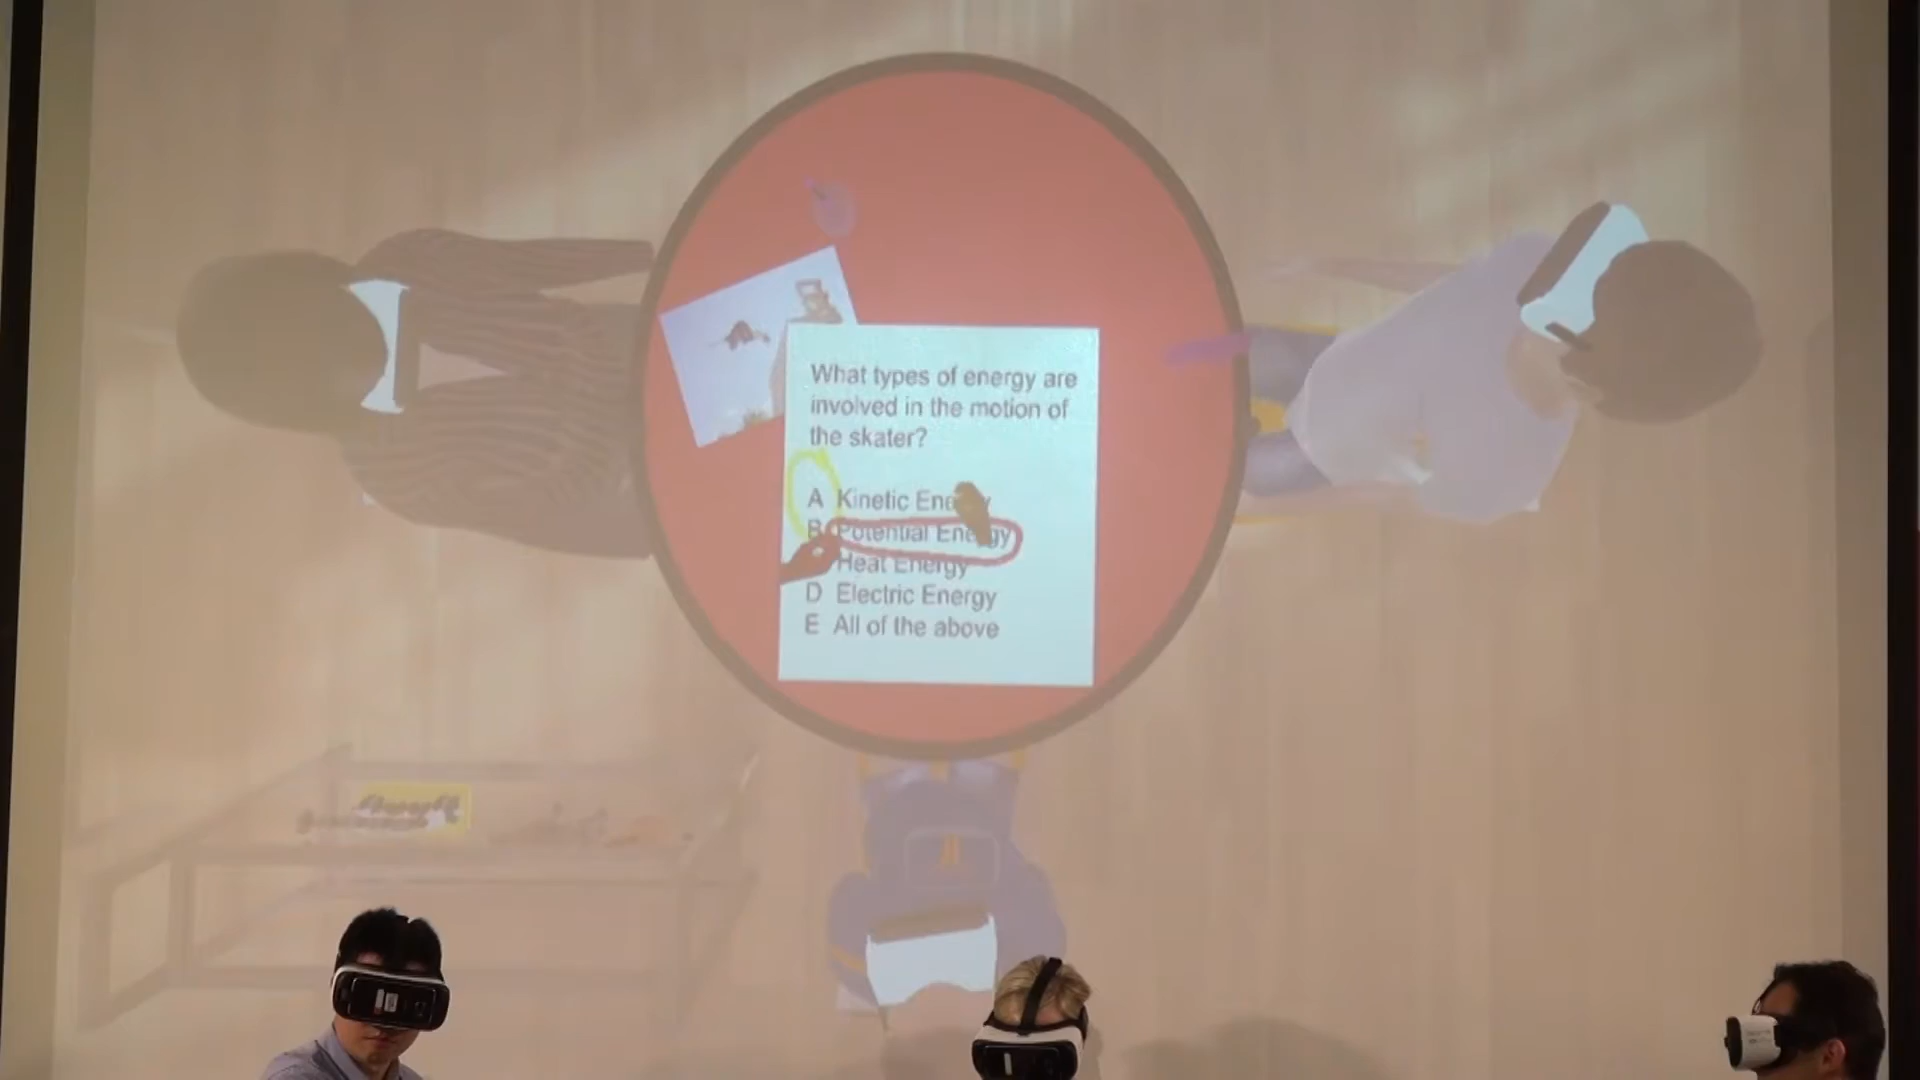 What types of energy are
involved in the motion of
the skater?
A Kinetic Energy
B Potential Energy
Heat Energy
D Electric Energy
E All of the above